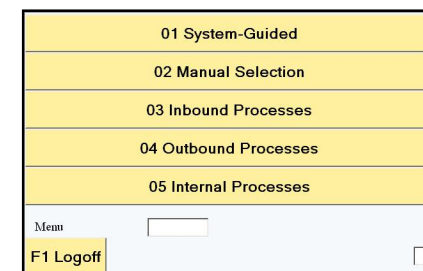 01 System-Guided
02 Manual Selection
03 Inbound Processes
04 Outbound Processes
05 Internal Processes
Menu
F1 Logoff